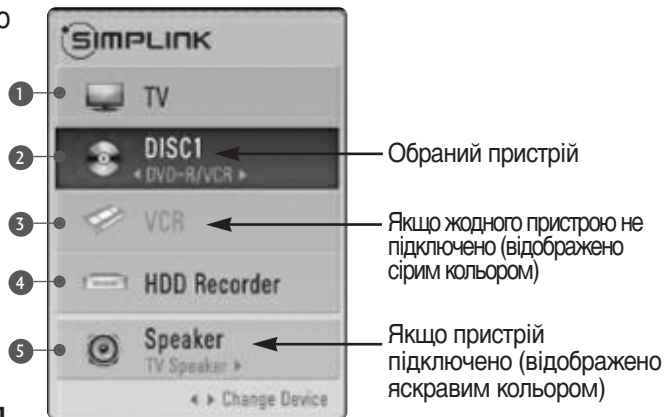 ю
SIMPLINK
1 TV
2 DISC1
◄ DVD-R/VCR ►
Обраний пристрій
3 VCR
Якщо жодного пристрою не
підключено (відображено
сірим кольором)
4 HDD Recorder
5 Speaker
TV Speaker ►
Якщо пристрій
підключено (відображено
яскравим кольором)
◄ ► Change Device